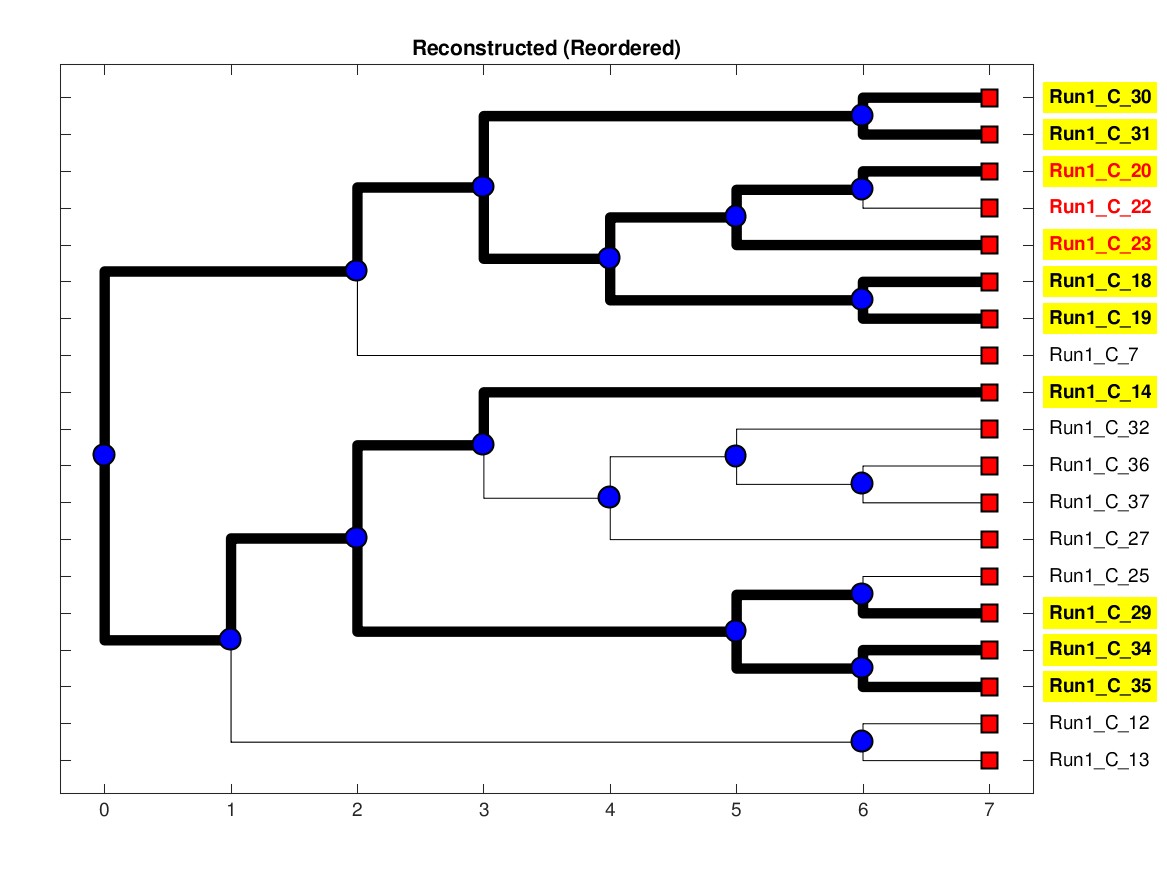 Reconstructed (Reordered)
Run1_C_30
Run1_C_31
Run1_C_20
Run1_C_22
Run1_C_23
Run1_C_18
Run1_C_19
Run1_C_7
Run1_C_14
Run1_C_32
Run1_C_36
Run1_C_37
Run1_C_27
Run1_C_25
Run1_C_29
Run1_C_34
Run1_C_35
Run1_C_12
Run1_C_13
0 1 2 3 4 5 6 7